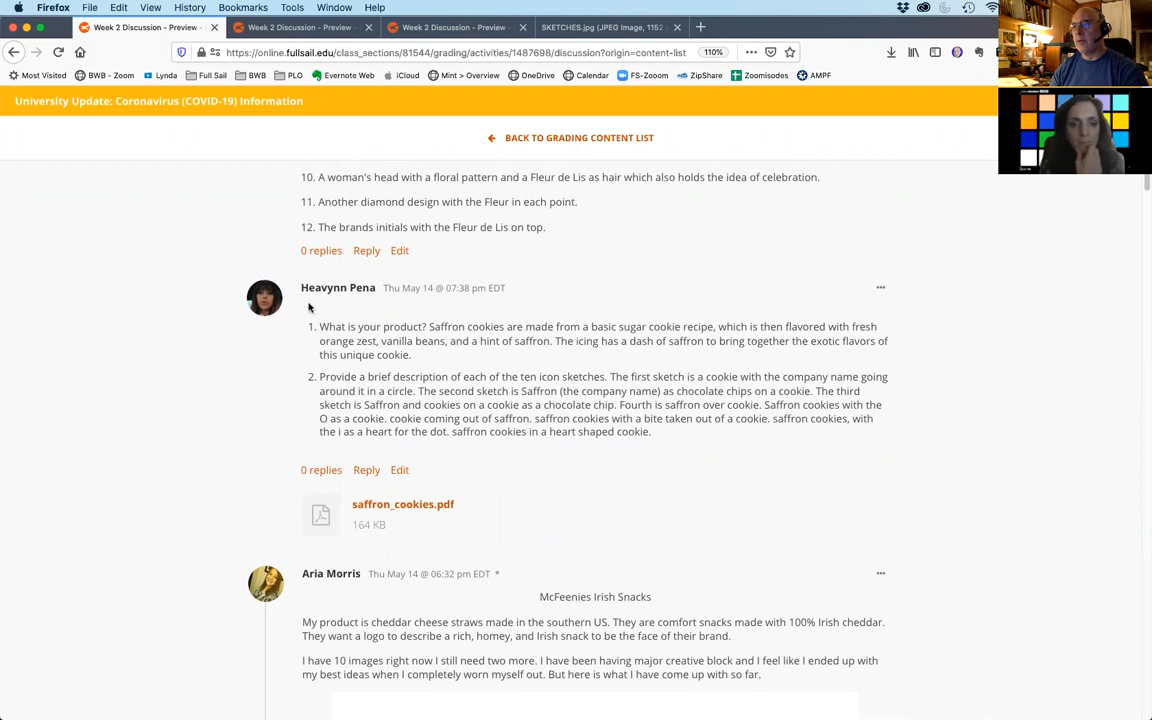 Firefox File Edit View History Bookmarks Tools Window Help
Week 2 Discussion - Preview - Week 2 Discussion - Preview - Week 2 Discussion - Preview - SKETCHES.jpg (JPEG Image, 1152
https://online.fullsail.edu/class_sections/81544/grading/activities/1487698/discussion?origin=content-list 110%
Most Visited BWB - Zoom Lynda Full Sail BWB PLO Evernote Web iCloud Mint > Overview OneDrive Calendar FS-Zooom ZipShare Zoomisodes AMPF
University Update: Coronavirus (COVID-19) Information
BACK TO GRADING CONTENT LIST
10. A woman's head with a floral pattern and a Fleur de Lis as hair which also holds the idea of celebration.
11. Another diamond design with the Fleur in each point.
12. The brands initials with the Fleur de Lis on top.
0 replies Reply Edit
Heavynn Pena Thu May 14 @ 07:38 pm EDT
1. What is your product? Saffron cookies are made from a basic sugar cookie recipe, which is then flavored with fresh
orange zest, vanilla beans, and a hint of saffron. The icing has a dash of saffron to bring together the exotic flavors of
this unique cookie.
2. Provide a brief description of each of the ten icon sketches. The first sketch is a cookie with the company name going
around it in a circle. The second sketch is Saffron (the company name) as chocolate chips on a cookie. The third
sketch is Saffron and cookies on a cookie as a chocolate chip. Fourth is saffron over cookie. Saffron cookies with the
O as a cookie. cookie coming out of saffron. saffron cookies with a bite taken out of a cookie. saffron cookies, with
the i as a heart for the dot. saffron cookies in a heart shaped cookie.
0 replies Reply Edit
saffron_cookies.pdf
164 KB
Aria Morris Thu May 14 @ 06:32 pm EDT *
McFeenies Irish Snacks
My product is cheddar cheese straws made in the southern US. They are comfort snacks made with 100% Irish cheddar.
They want a logo to describe a rich, homey, and Irish snack to be the face of their brand.
I have 10 images right now I still need two more. I have been having major creative block and I feel like I ended up with
my best ideas when I completely worn myself out. But here is what I have come up with so far.